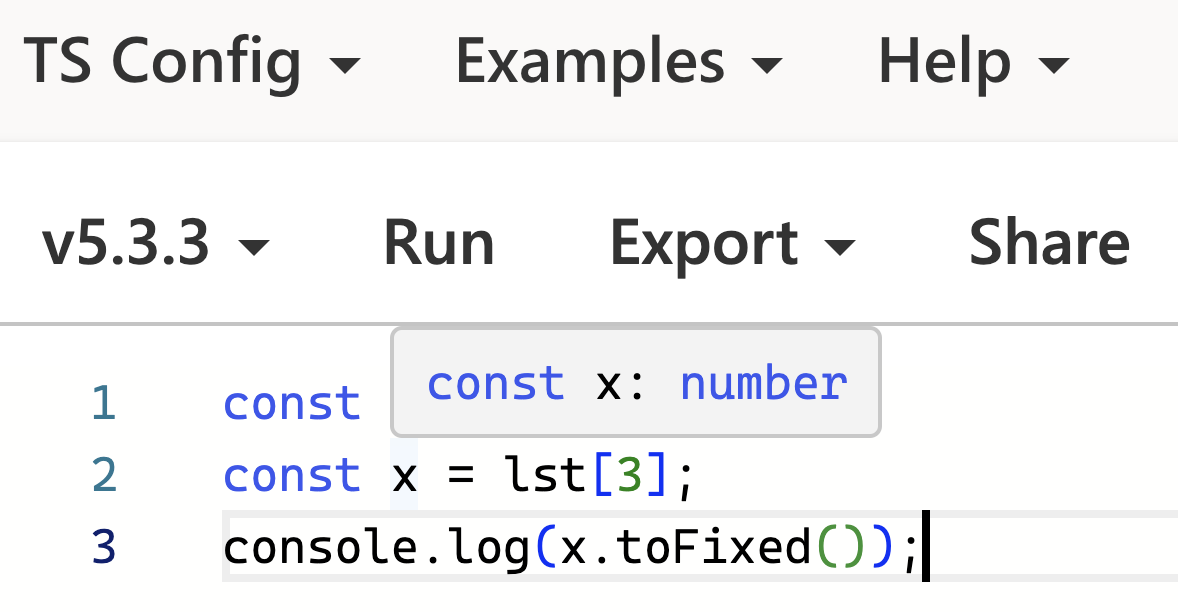 TS Config Examples Help
v5.3.3 Run Export Share
const x: number
1 const
2 const x = lst[3];
3 console.log(x.toFixed());